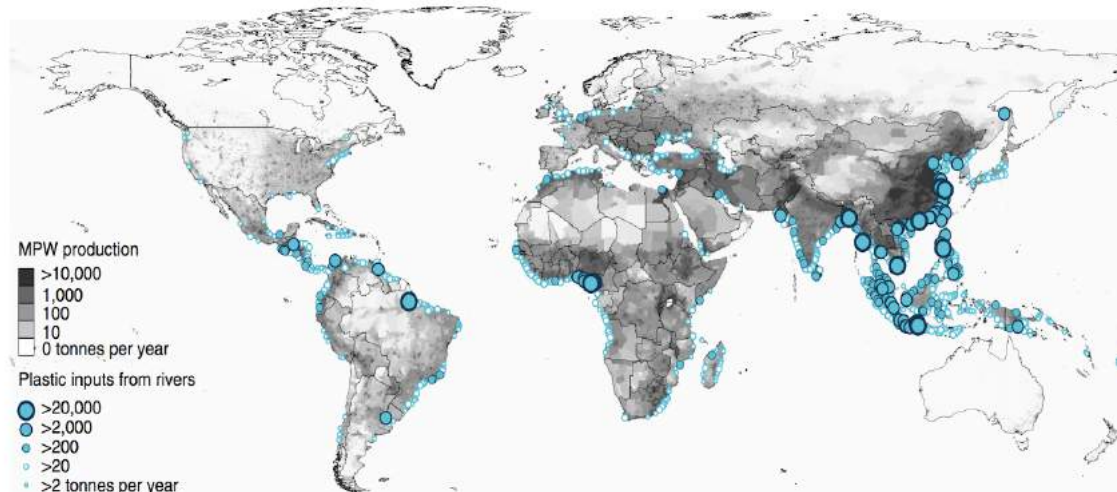 MPW production
>10,000
1,000
100
10
0 tonnes per year
Plastic inputs from rivers
>20,000
>2,000
>200
>20
>2 tonnes per year